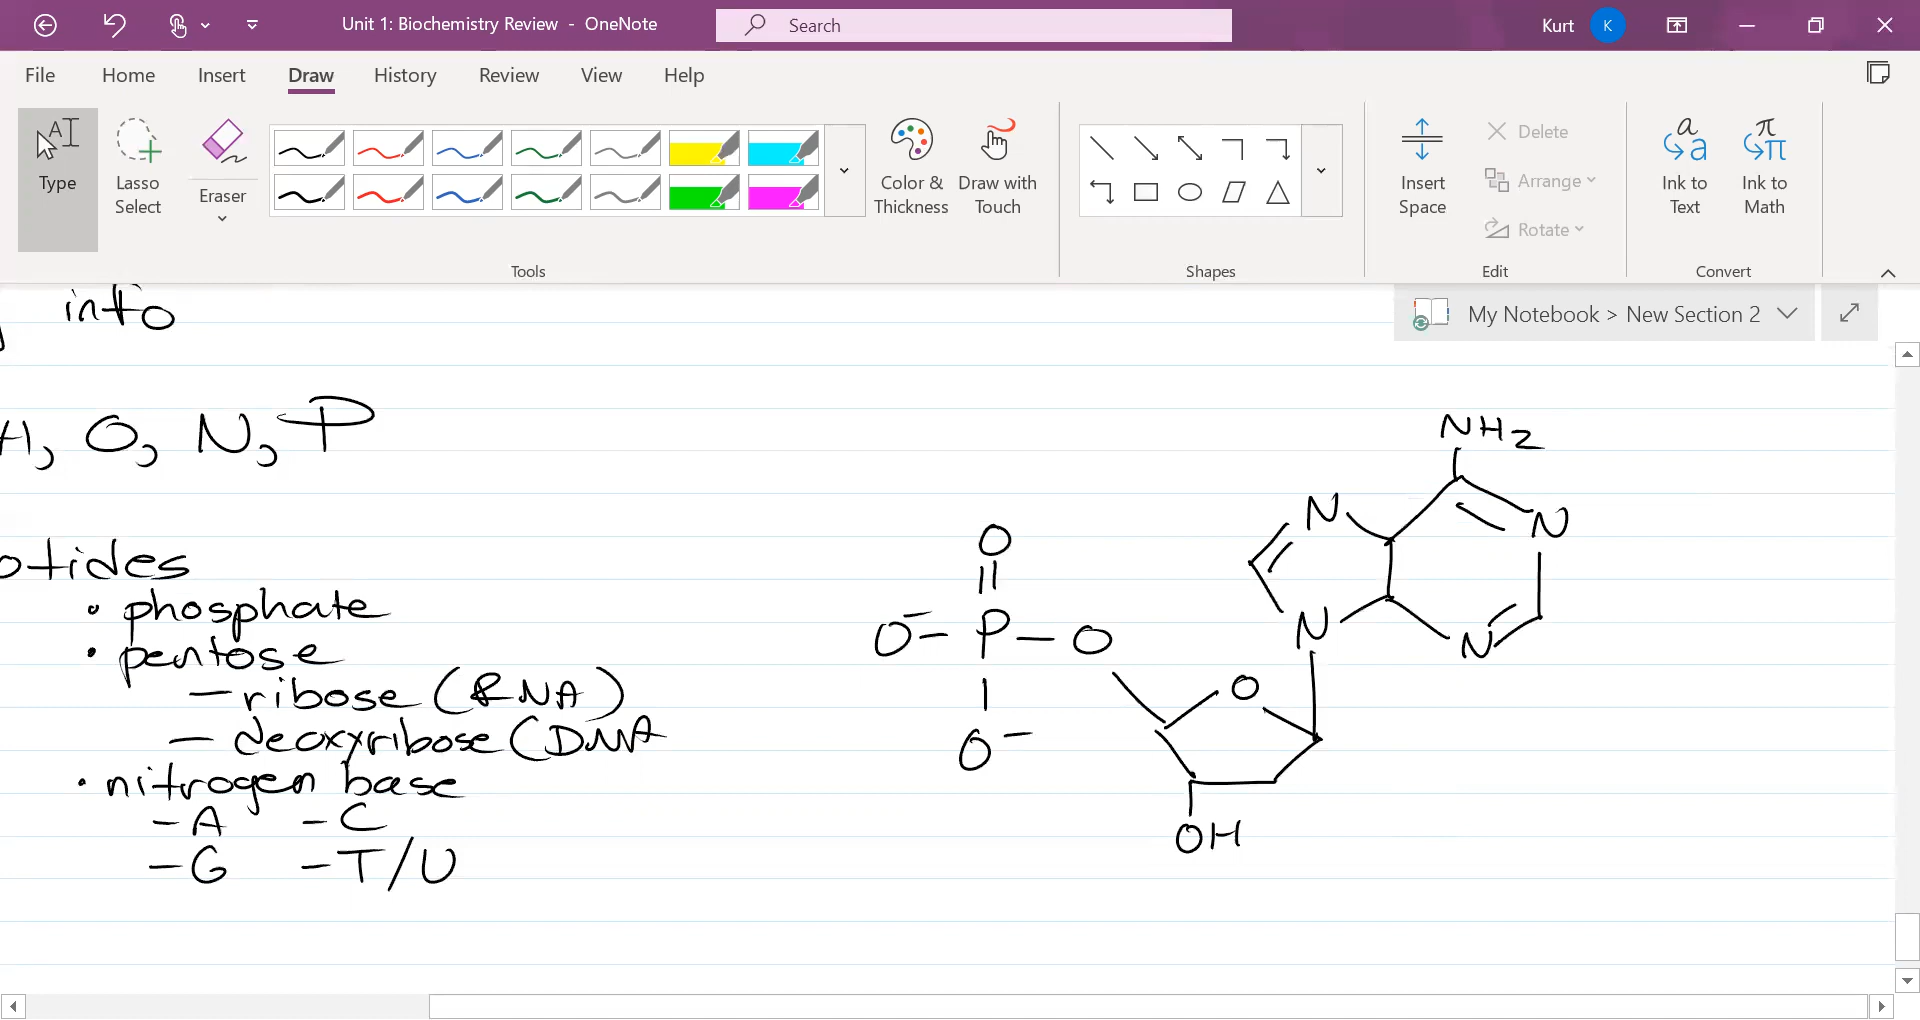 Unit 1: Biochemistry Review - OneNote
Search
Kurt
K
File Home Insert Draw History Review View Help
Type
Lasso Select
Eraser
Color & Thickness
Draw with Touch
Insert Space
Delete
Arrange
Rotate
Ink to Text
Ink to Math
Tools
Shapes
Edit
Convert
My Notebook > New Section 2
into
H, O, N, P
otides
• phosphate
• pentose
- ribose (RNA)
- deoxyribose (DNA
• nitrogen base
- A - C
- G - T/U
NH2
N
N
O
O- P - O
N
N
O
O-
OH